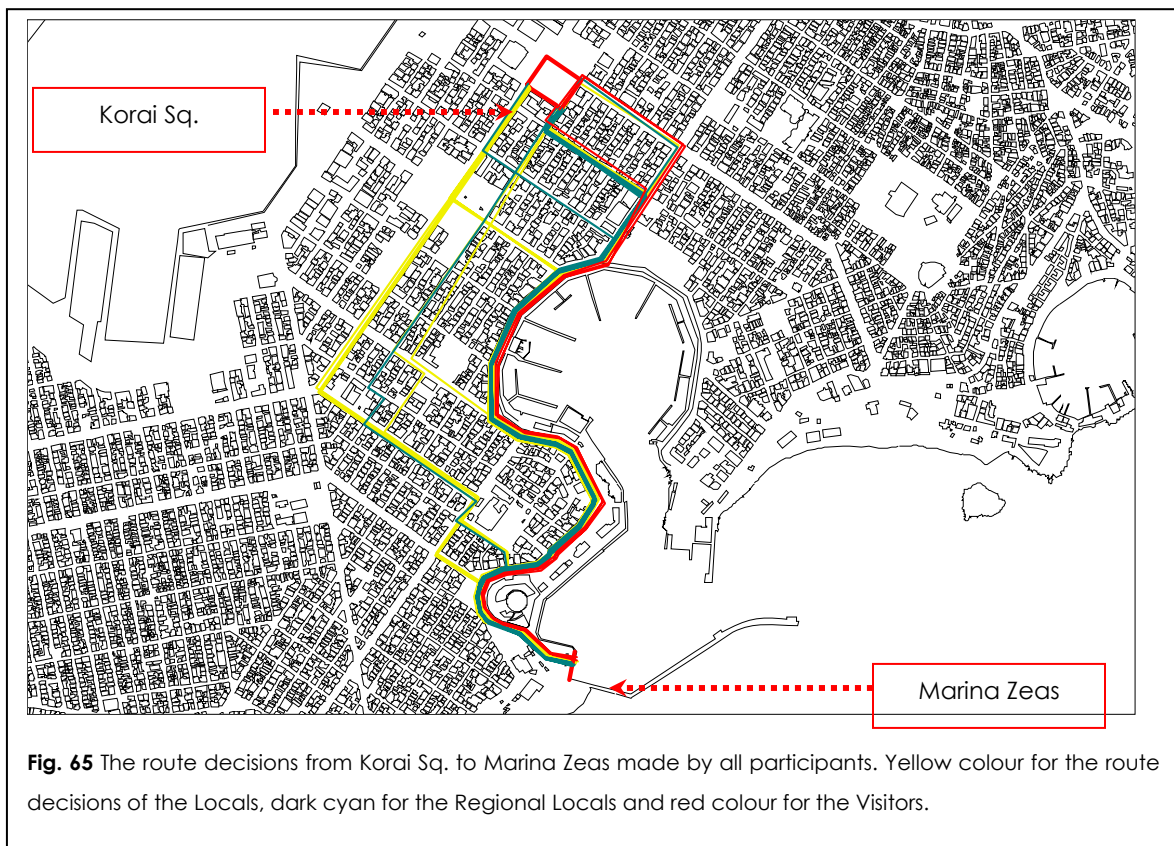 Korai Sq.
Marina Zeas
Fig. 65 The route decisions from Korai Sq. to Marina Zeas made by all participants. Yellow colour for the route
decisions of the Locals, dark cyan for the Regional Locals and red colour for the Visitors.